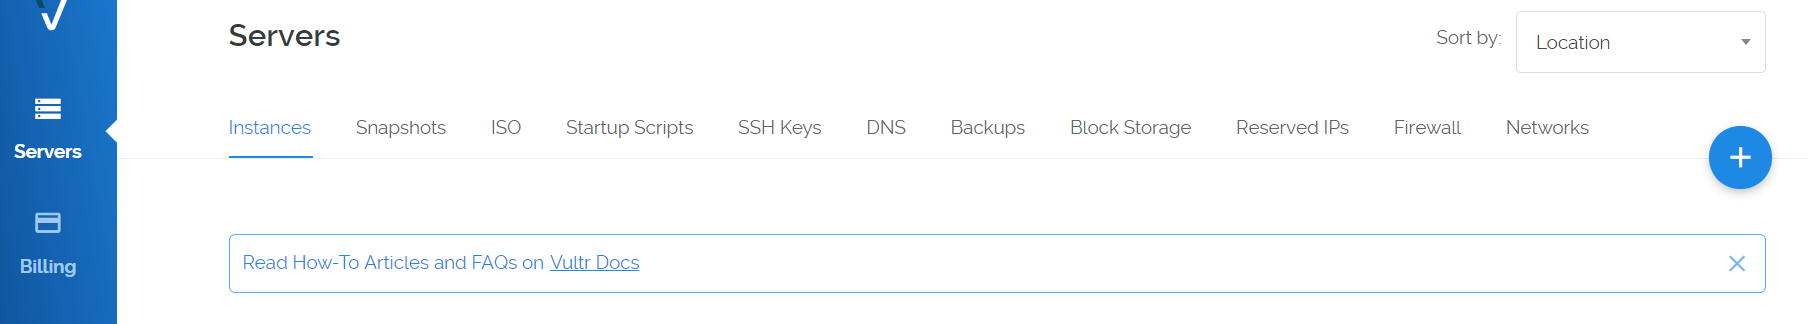 Servers
Sort by:
Location
Instances Snapshots ISO Startup Scripts SSH Keys DNS Backups Block Storage Reserved IPs Firewall Networks
Servers
Billing
Read How-To Articles and FAQs on Vultr Docs